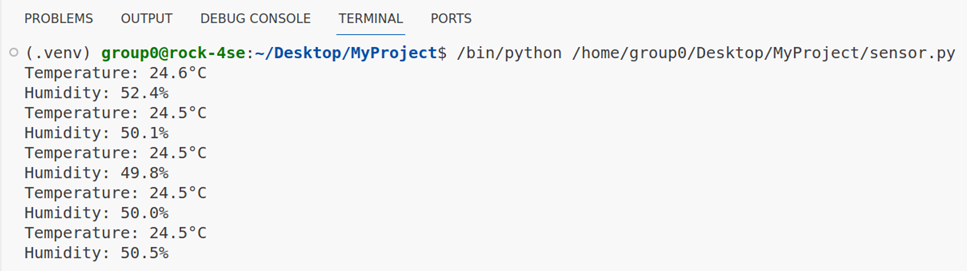 PROBLEMS OUTPUT DEBUG CONSOLE TERMINAL PORTS
(.venv) group0@rock-4se:~/Desktop/MyProject$ /bin/python /home/group0/Desktop/MyProject/sensor.py
Temperature: 24.6°C
Humidity: 52.4%
Temperature: 24.5°C
Humidity: 50.1%
Temperature: 24.5°C
Humidity: 49.8%
Temperature: 24.5°C
Humidity: 50.0%
Temperature: 24.5°C
Humidity: 50.5%